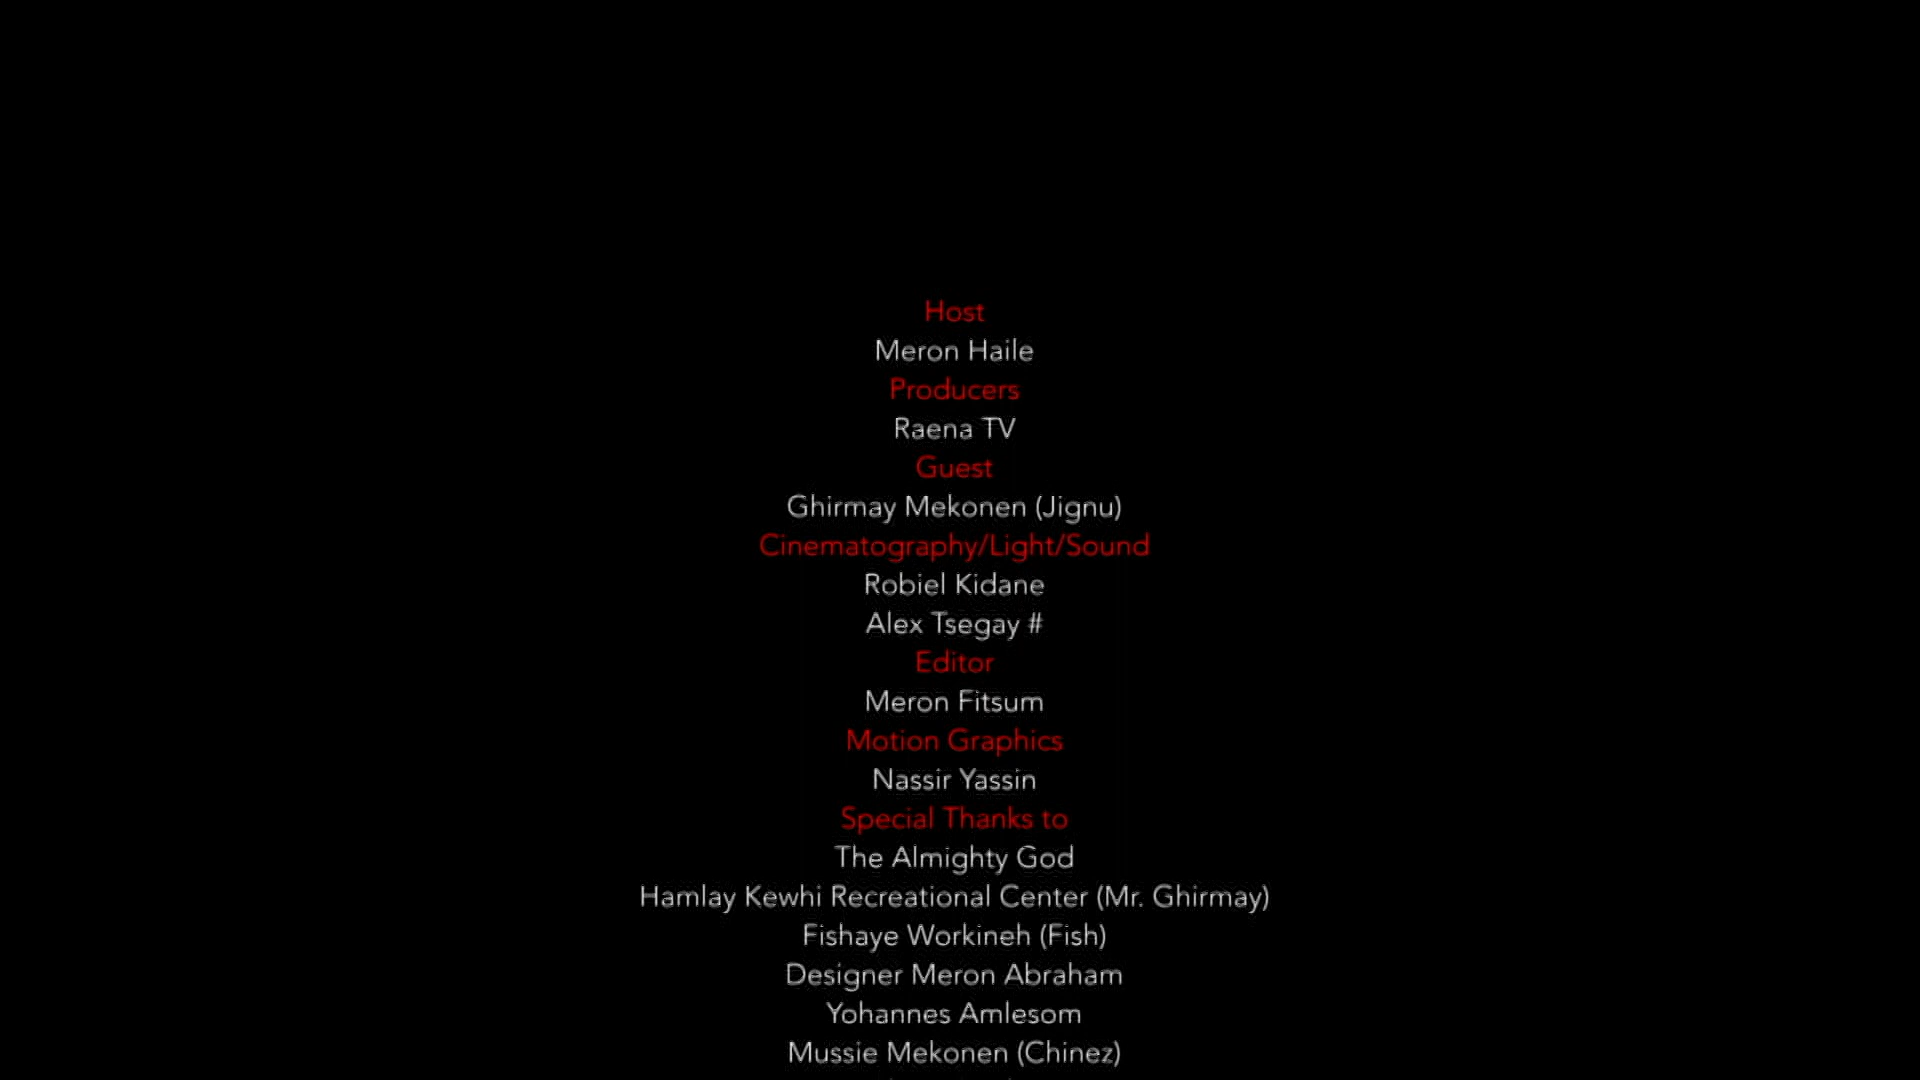 Host
Meron Haile
Producers
Raena TV
Guest
Ghirmay Mekonen (Jignu)
Cinematography/Light/Sound
Robiel Kidane
Alex Tsegay #
Editor
Meron Fitsum
Motion Graphics
Nassir Yassin
Special Thanks to
The Almighty God
Hamlay Kewhi Recreational Center (Mr. Ghirmay)
Fishaye Workineh (Fish)
Designer Meron Abraham
Yohannes Amlesom
Mussie Mekonen (Chinez)